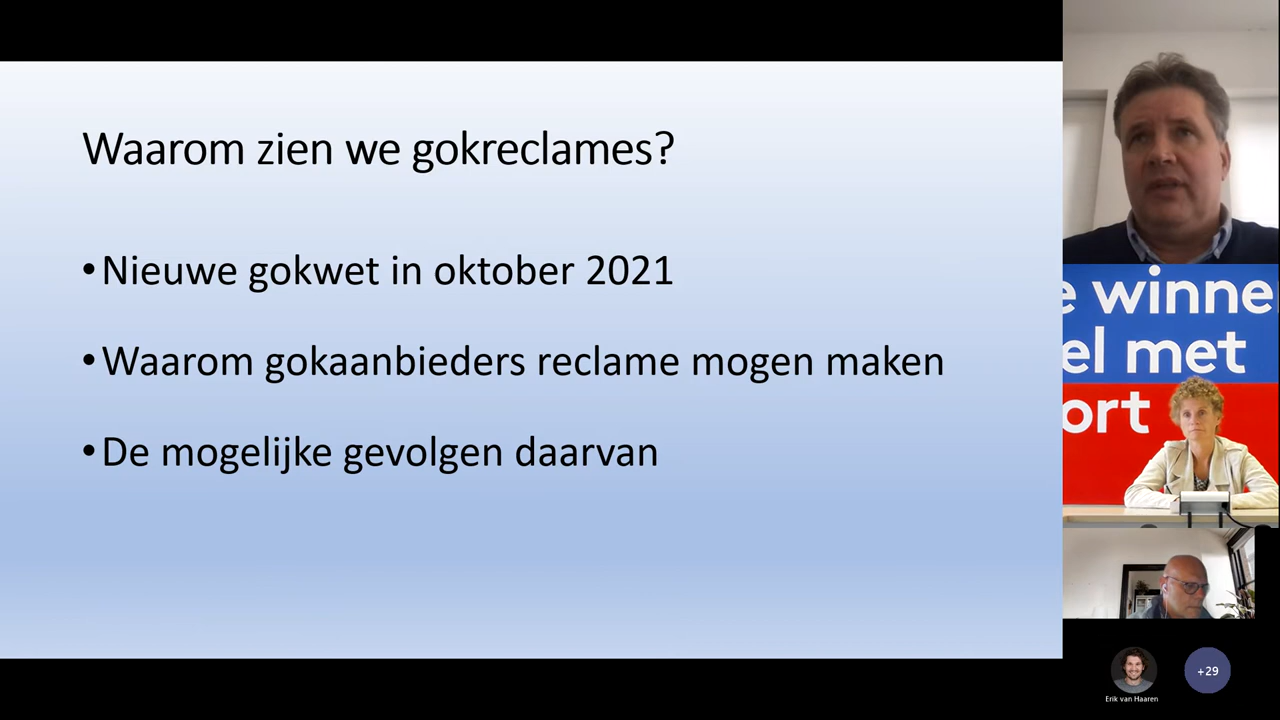 Waarom zien we gokreclames?
•Nieuwe gokwet in oktober 2021
•Waarom gokaanbieders reclame mogen maken
•De mogelijke gevolgen daarvan
e winne
el met
ort
Erik van Haaren
+29